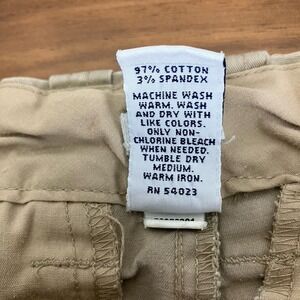 97% COTTON
3% SPANDEX
MACHINE WASH
WARM. WASH
AND DRY WITH
LIKE COLORS.
ONLY NON-
CHLORINE BLEACH
WHEN NEEDED.
TUMBLE DRY
MEDIUM.
WARM IRON.
RN 54023